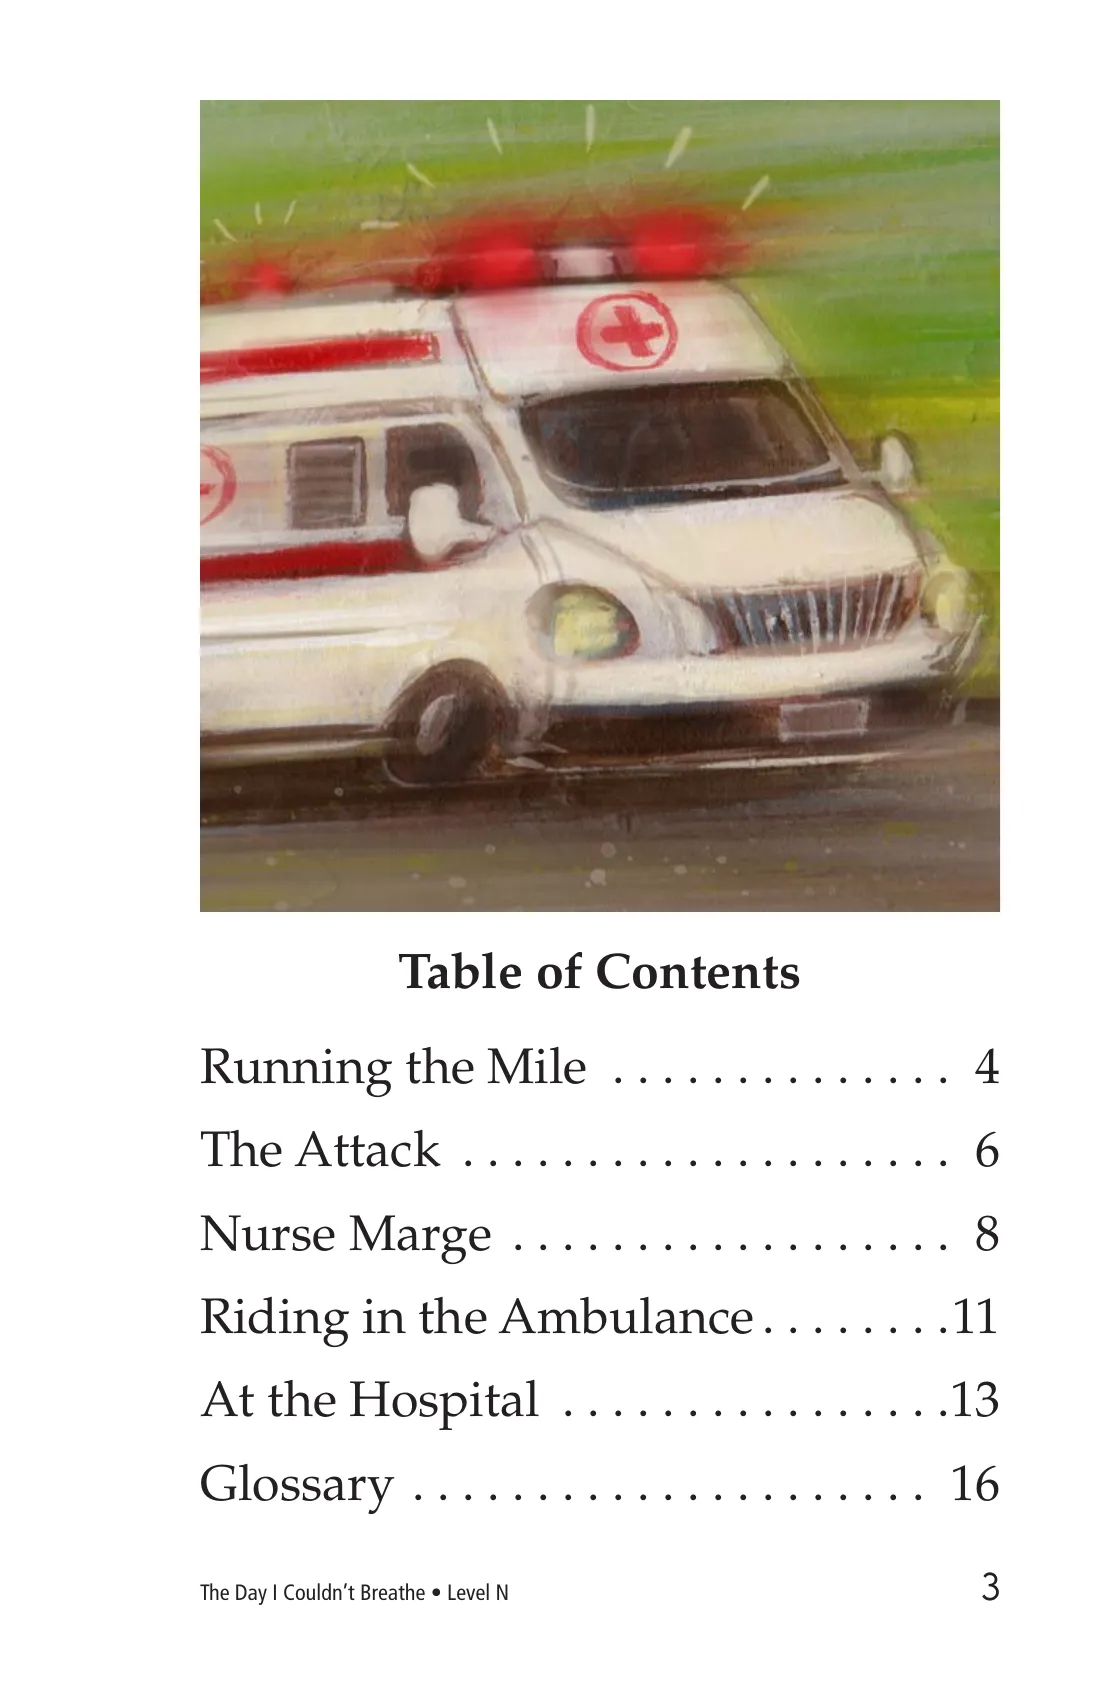 Table of Contents
Running the Mile . . . . . . . . . . . . . . 4
The Attack . . . . . . . . . . . . . . . . . . . . 6
Nurse Marge . . . . . . . . . . . . . . . . . . 8
Riding in the Ambulance . . . . . . . .11
At the Hospital . . . . . . . . . . . . . . . .13
Glossary . . . . . . . . . . . . . . . . . . . . . 16
The Day I Couldn’t Breathe • Level N 3